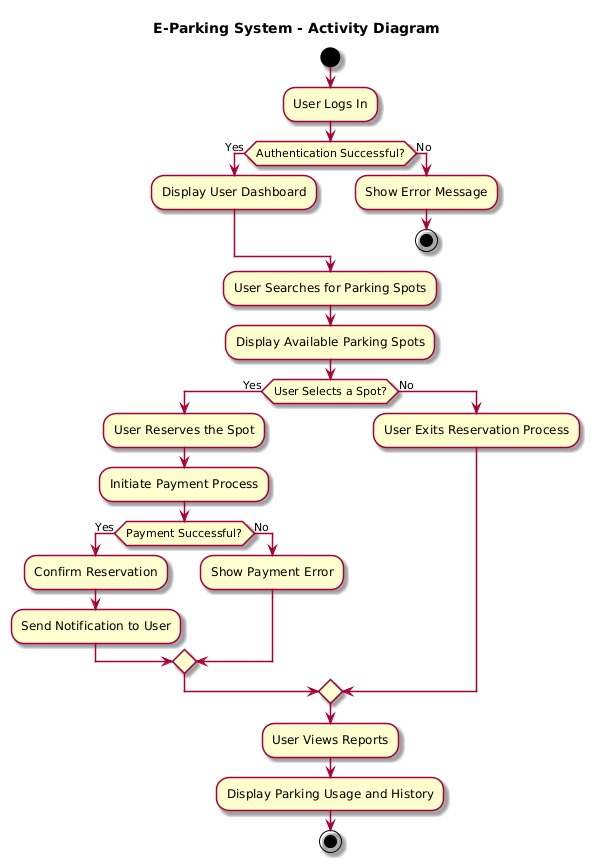 E-Parking System - Activity Diagram
User Logs In
Yes
Authentication Successful?
No
Display User Dashboard
Show Error Message
User Searches for Parking Spots
Display Available Parking Spots
Yes
User Selects a Spot?
No
User Reserves the Spot
User Exits Reservation Process
Initiate Payment Process
Yes
Payment Successful?
No
Confirm Reservation
Show Payment Error
Send Notification to User
User Views Reports
Display Parking Usage and History